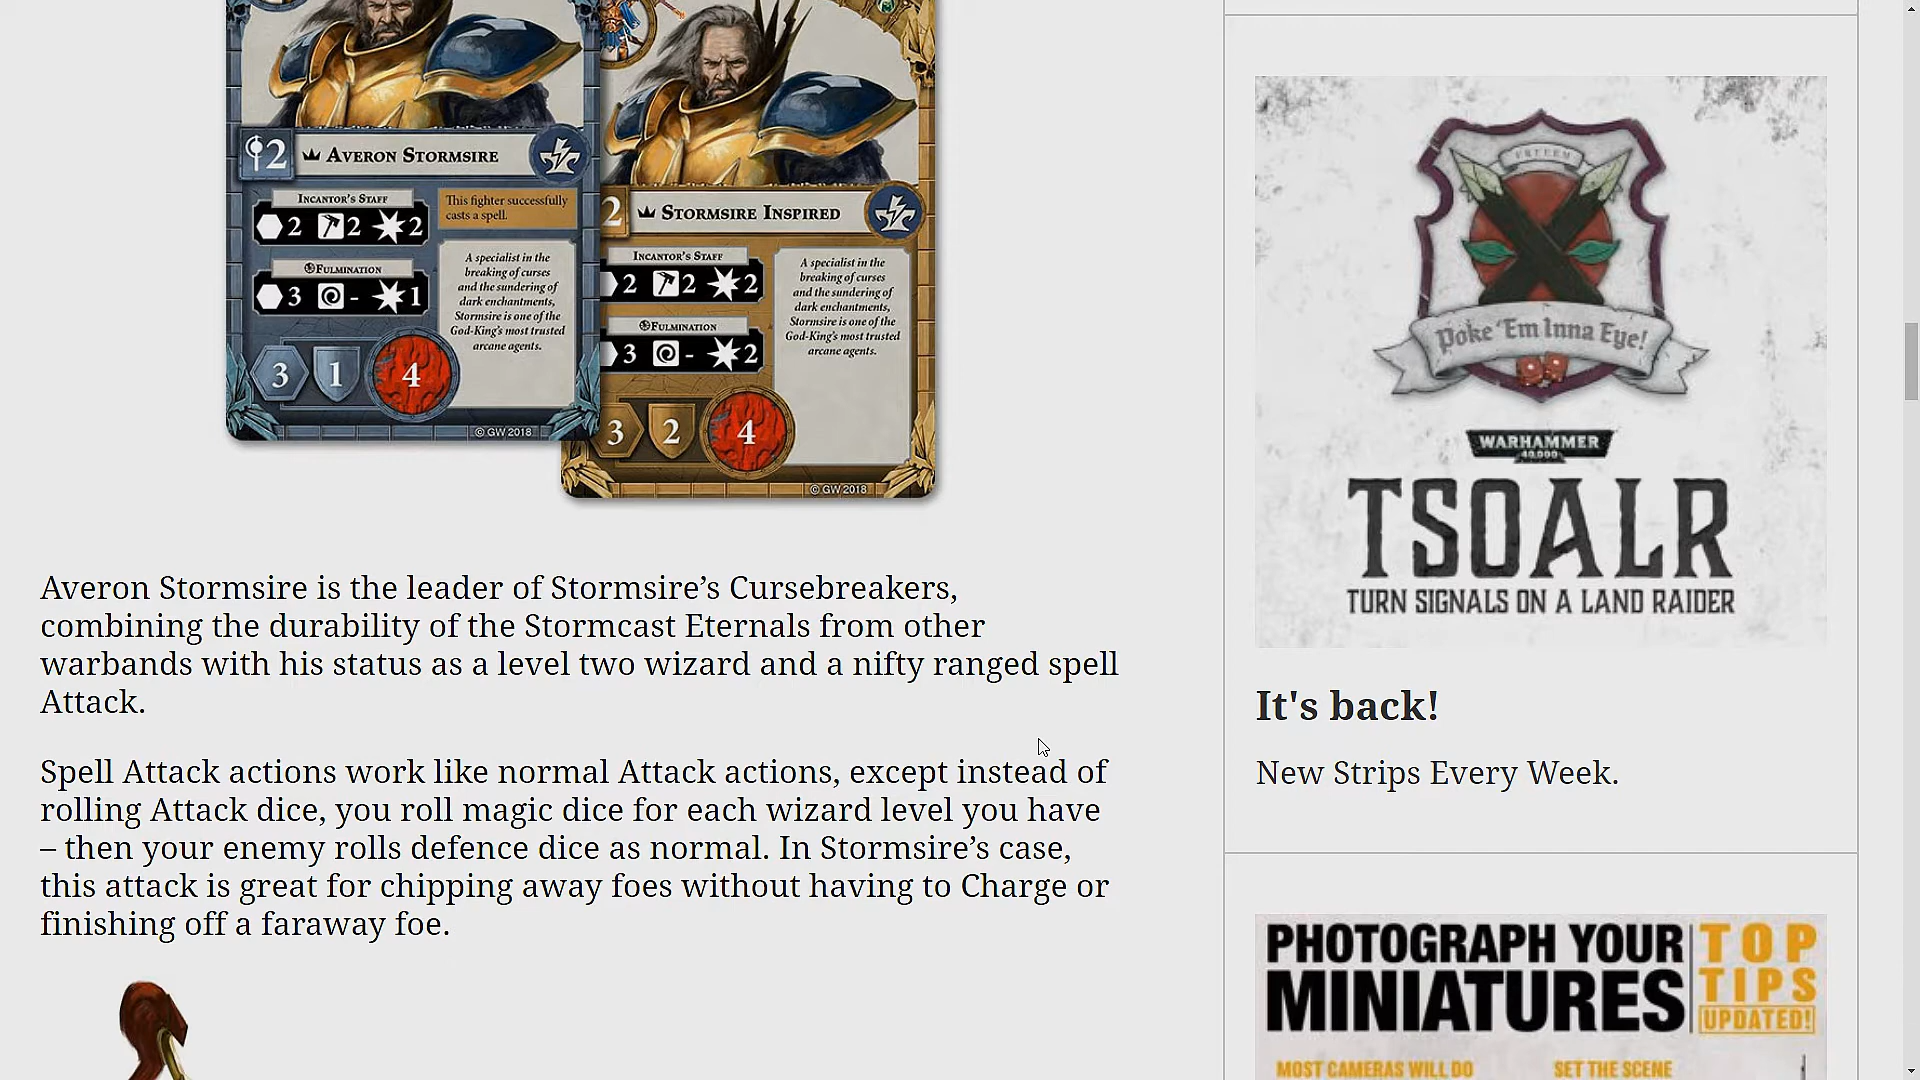 2 AVERON STORMSIRE
INCANTOR'S STAFF
2 2 2
This fighter successfully
casts a spell.
FULMINATION
3 - 1
A specialist in the
breaking of curses
and the sundering of
dark enchantments,
Stormsire is one of the
God-King's most trusted
arcane agents.
3 1 4
© GW 2018
2 STORMSIRE INSPIRED
INCANTOR'S STAFF
2 2 2
FULMINATION
3 - 2
A specialist in the
breaking of curses
and the sundering of
dark enchantments,
Stormsire is one of the
God-King's most trusted
arcane agents.
3 2 4
© GW 2018
Averon Stormsire is the leader of Stormsire’s Cursebreakers,
combining the durability of the Stormcast Eternals from other
warbands with his status as a level two wizard and a nifty ranged spell
Attack.
Spell Attack actions work like normal Attack actions, except instead of
rolling Attack dice, you roll magic dice for each wizard level you have
– then your enemy rolls defence dice as normal. In Stormsire’s case,
this attack is great for chipping away foes without having to Charge or
finishing off a faraway foe.
Poke 'Em Inna Eye!
WARHAMMER
40,000
TSOALR
TURN SIGNALS ON A LAND RAIDER
It's back!
New Strips Every Week.
PHOTOGRAPH YOUR
MINIATURES
TOP
TIPS
UPDATED!
MOST CAMERAS WILL DO
SET THE SCENE